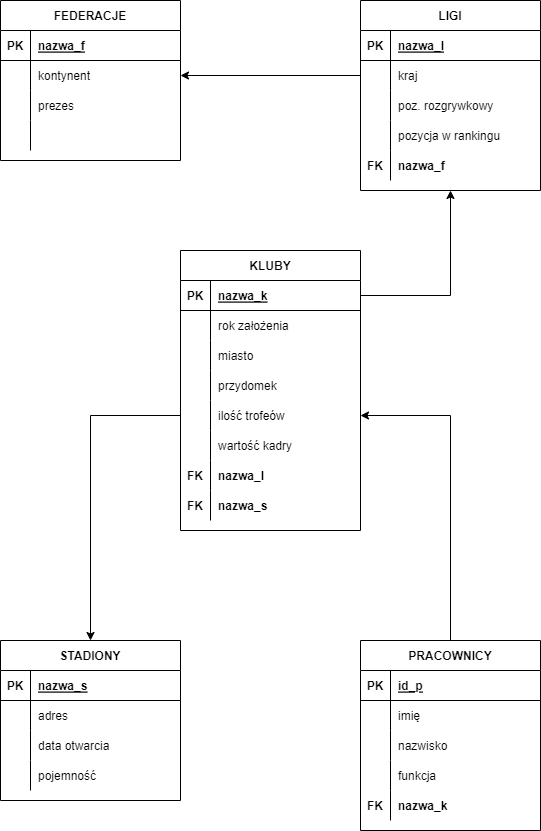 FEDERACJE
PK nazwa_f
kontynent
prezes
LIGI
PK nazwa_l
kraj
poz. rozgrywkowy
pozycja w rankingu
FK nazwa_f
KLUBY
PK nazwa_k
rok założenia
miasto
przydomek
ilość trofeów
wartość kadry
FK nazwa_l
FK nazwa_s
STADIONY
PK nazwa_s
adres
data otwarcia
pojemność
PRACOWNICY
PK id_p
imię
nazwisko
funkcja
FK nazwa_k